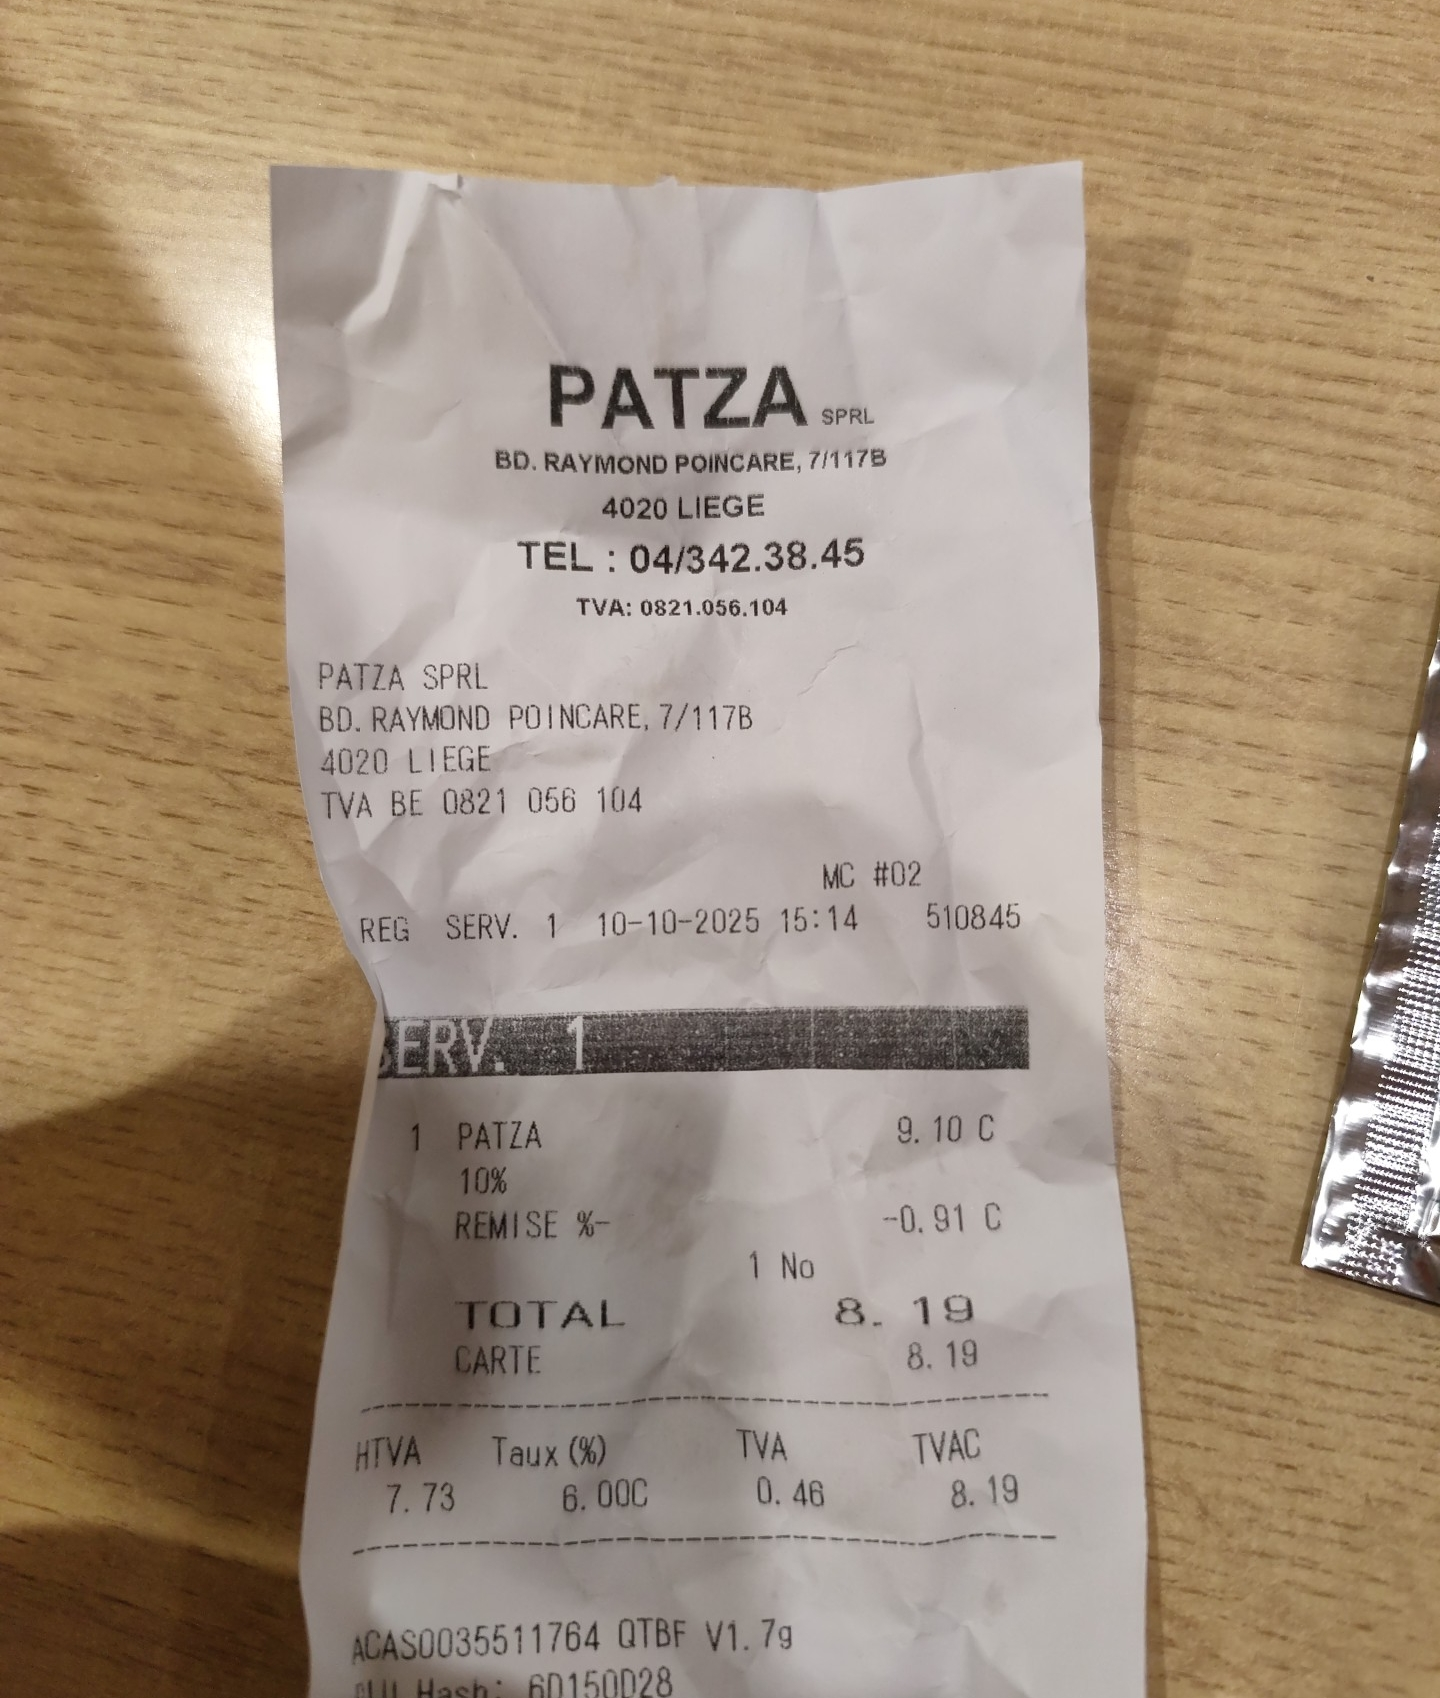 PATZA SPRL
BD. RAYMOND POINCARE, 7/117B
4020 LIEGE
TEL : 04/342.38.45
TVA: 0821.056.104
PATZA SPRL
BD. RAYMOND POINCARE, 7/117B
4020 LIEGE
TVA BE 0821 056 104
MC #02
REG SERV. 1 10-10-2025 15:14 510845
SERV. 1
1 PATZA 9.10 C
10%
REMISE %- -0.91 C
1 No
TOTAL 8.19
CARTE 8.19
HTVA Taux (%) TVA TVAC
7.73 6.00C 0.46 8.19
ACAS0035511764 QTBF V1.7g
Hash: 6D150D28